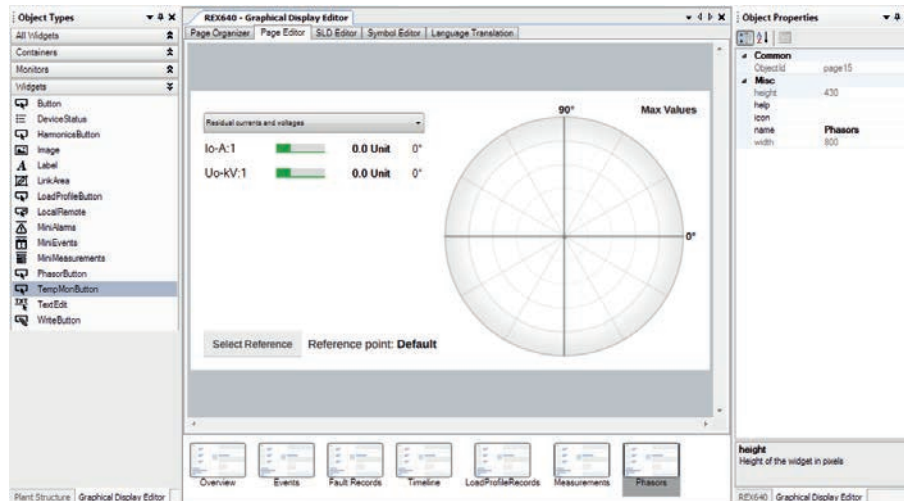 Object Types
REX640 - Graphical Display Editor
Object Properties
All Widgets
Containers
Monitors
Widgets
Button
DeviceStatus
HarmonicsButton
Image
Label
LinkArea
LoadProfileButton
LocalRemote
MiniAlarms
MiniEvents
MiniMeasurements
PhasorButton
TempMonButton
TextEdit
WriteButton
Plant Structure
Graphical Display Editor
Page Organizer
Page Editor
SLD Editor
Symbol Editor
Language Translation
Residual currents and voltages
Io-A:1 0.0 Unit 0°
Uo-kV:1 0.0 Unit 0°
90°
Max Values
0°
Select Reference
Reference point: Default
Overview
Events
Fault Records
Timeline
LoadProfileRecords
Measurements
Phasors
Common
ObjectId page15
Misc
height 430
help
icon
name Phasors
width 800
height
Height of the widget in pixels
REX640
Graphical Display Editor